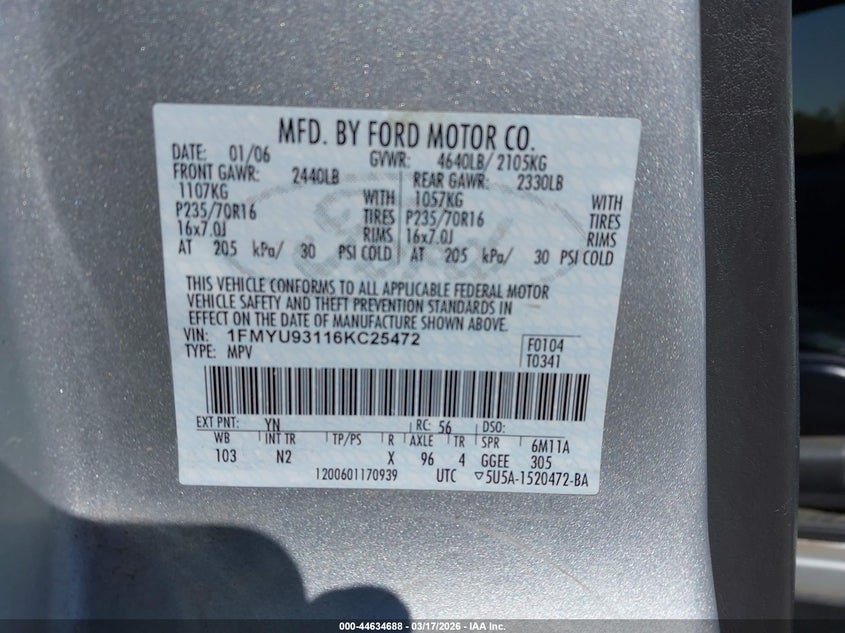 MFD. BY FORD MOTOR CO.
DATE: 01/06 GVWR: 4640LB/ 2105KG
FRONT GAWR: 2440LB REAR GAWR: 2330LB
1107KG WITH 1057KG WITH
P235/70R16 TIRES P235/70R16 TIRES
16x7.0J RIMS 16x7.0J RIMS
AT 205 kPa/ 30 PSI COLD AT 205 kPa/ 30 PSI COLD
THIS VEHICLE CONFORMS TO ALL APPLICABLE FEDERAL MOTOR
VEHICLE SAFETY AND THEFT PREVENTION STANDARDS IN
EFFECT ON THE DATE OF MANUFACTURE SHOWN ABOVE.
VIN: 1FMYU93116KC25472 F0104
TYPE: MPV T0341
EXT PNT: YN RC: 56 DSO:
WB INT TR TP/PS R AXLE TR SPR 6M11A
103 N2 X 96 4 GGEE 305
1200601170939 UTC ▽5U5A-1520472-BA
Ford
000-44634688 - 03/17/2026 - IAA Inc.